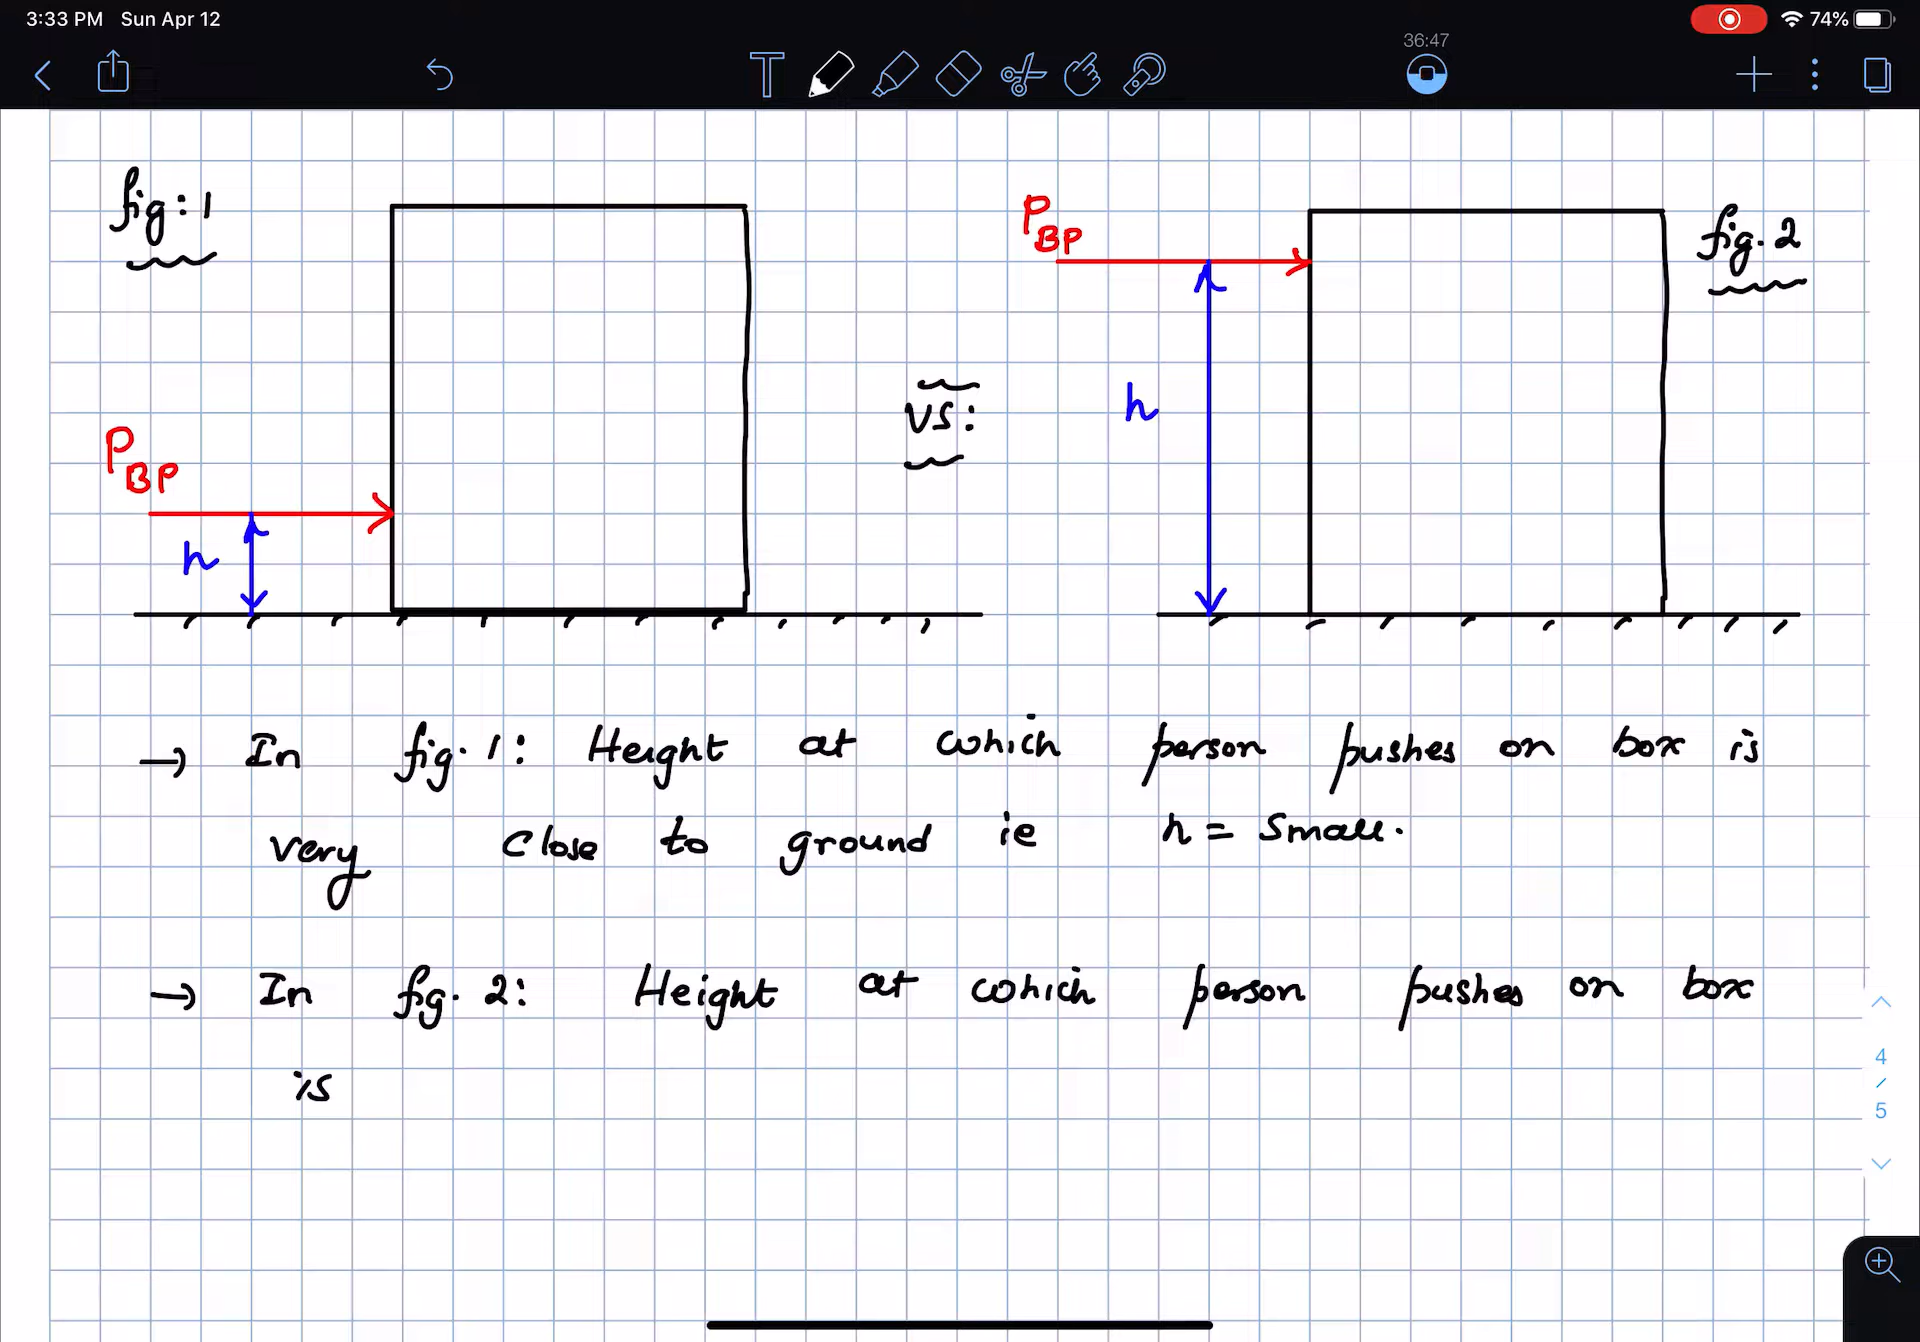 3:33 PM Sun Apr 12
74%
36:47
fig: 1
P BP
h
vs:
P BP
h
fig. 2
→ In fig. 1: Height at which person pushes on box is
very close to ground ie h = small.
→ In fig. 2: Height at which person pushes on box
is
4
/
5